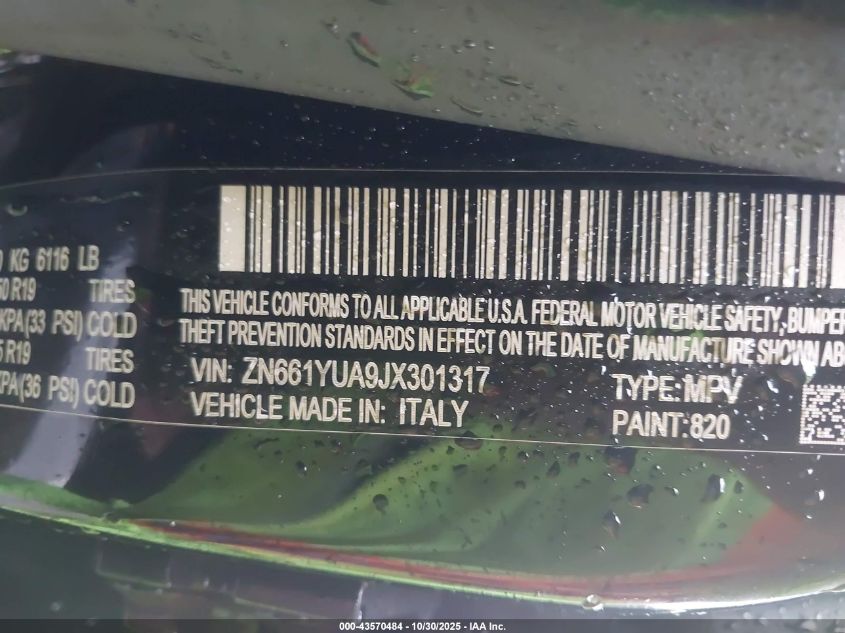 KG 6116 LB
R19 TIRES
KPA(33 PSI) COLD
R19 TIRES
KPA(36 PSI) COLD
THIS VEHICLE CONFORMS TO ALL APPLICABLE U.S.A. FEDERAL MOTOR VEHICLE SAFETY, BUMPER
THEFT PREVENTION STANDARDS IN EFFECT ON THE DATE OF MANUFACTURE SHOWN
VIN: ZN661YUA9JX301317
TYPE: MPV
VEHICLE MADE IN: ITALY
PAINT: 820
000-43570484 - 10/30/2025 - IAA Inc.